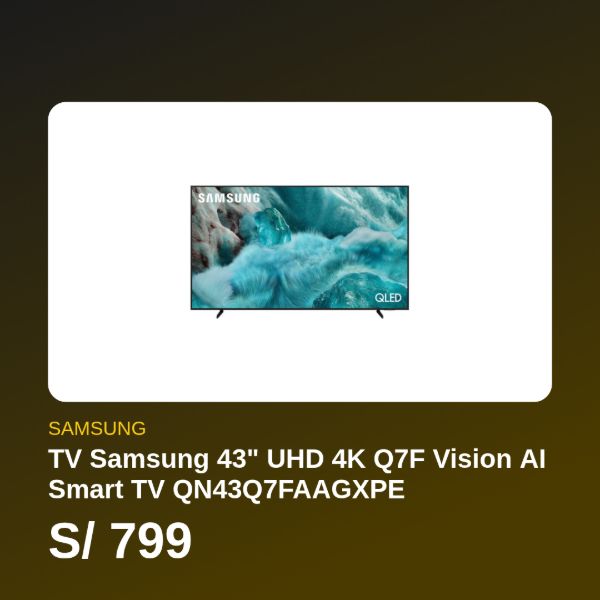 SAMSUNG
QLED
SAMSUNG
TV Samsung 43" UHD 4K Q7F Vision AI
Smart TV QN43Q7FAAGXPE
S/ 799